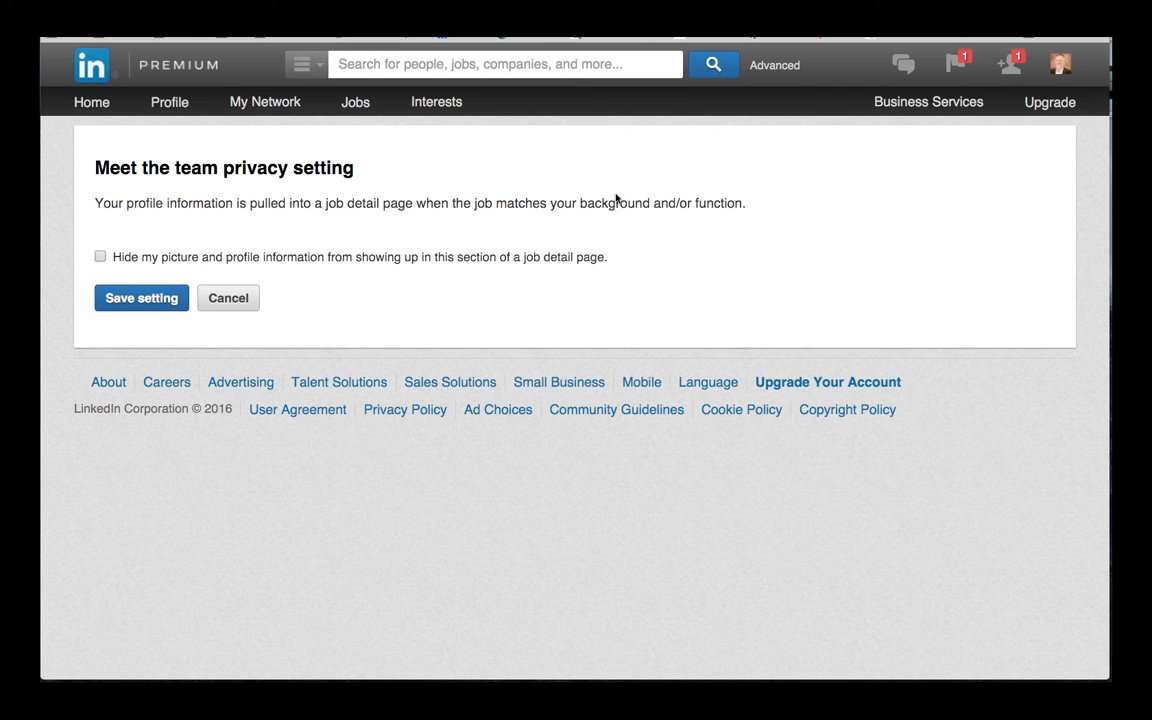 in PREMIUM Search for people, jobs, companies, and more... Advanced 1 1
Home Profile My Network Jobs Interests Business Services Upgrade
Meet the team privacy setting
Your profile information is pulled into a job detail page when the job matches your background and/or function.
Hide my picture and profile information from showing up in this section of a job detail page.
Save setting Cancel
About Careers Advertising Talent Solutions Sales Solutions Small Business Mobile Language Upgrade Your Account
LinkedIn Corporation © 2016 User Agreement Privacy Policy Ad Choices Community Guidelines Cookie Policy Copyright Policy